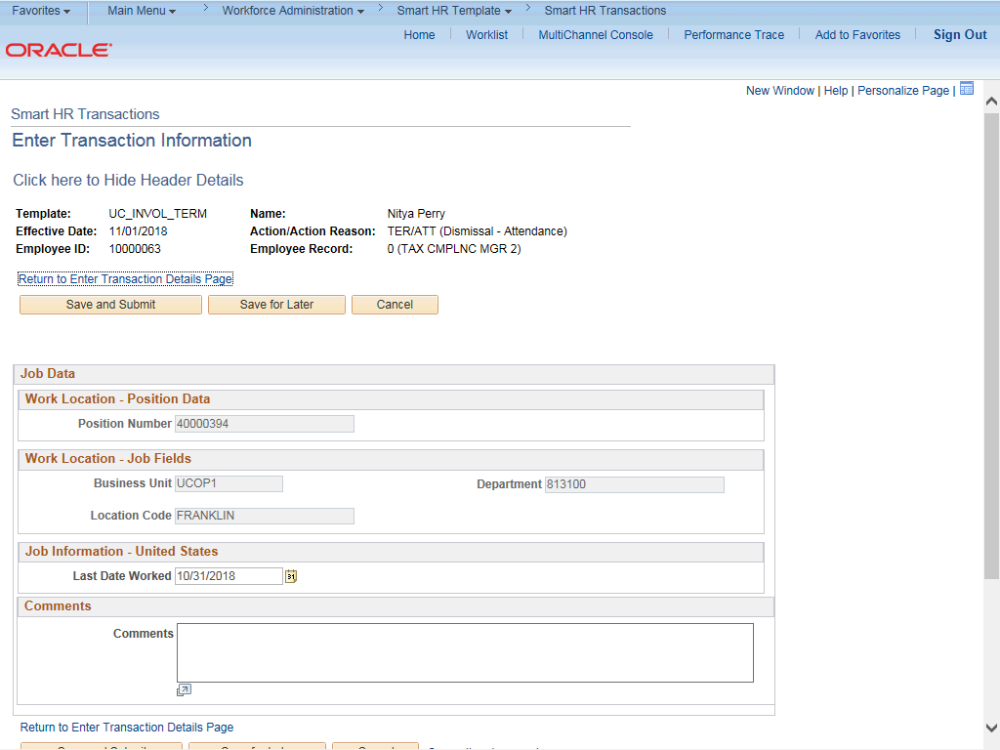 Favorites Main Menu > Workforce Administration > Smart HR Template > Smart HR Transactions
Home Worklist MultiChannel Console Performance Trace Add to Favorites Sign Out
ORACLE
New Window | Help | Personalize Page |
Smart HR Transactions
Enter Transaction Information
Click here to Hide Header Details
Template: UC_INVOL_TERM Name: Nitya Perry
Effective Date: 11/01/2018 Action/Action Reason: TER/ATT (Dismissal - Attendance)
Employee ID: 10000063 Employee Record: 0 (TAX CMPLNC MGR 2)
Return to Enter Transaction Details Page
Save and Submit Save for Later Cancel
Job Data
Work Location - Position Data
Position Number 40000394
Work Location - Job Fields
Business Unit UCOP1 Department 813100
Location Code FRANKLIN
Job Information - United States
Last Date Worked 10/31/2018 31
Comments
Comments
Return to Enter Transaction Details Page